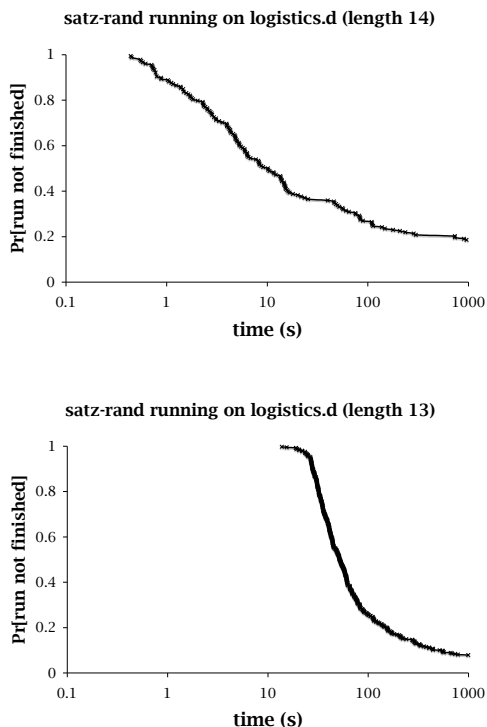 satz-rand running on logistics.d (length 14)
1
0.8
0.6
0.4
0.2
0
Pr[run not finished]
0.1 1 10 100 1000
time (s)
satz-rand running on logistics.d (length 13)
1
0.8
0.6
0.4
0.2
0
Pr[run not finished]
0.1 1 10 100 1000
time (s)